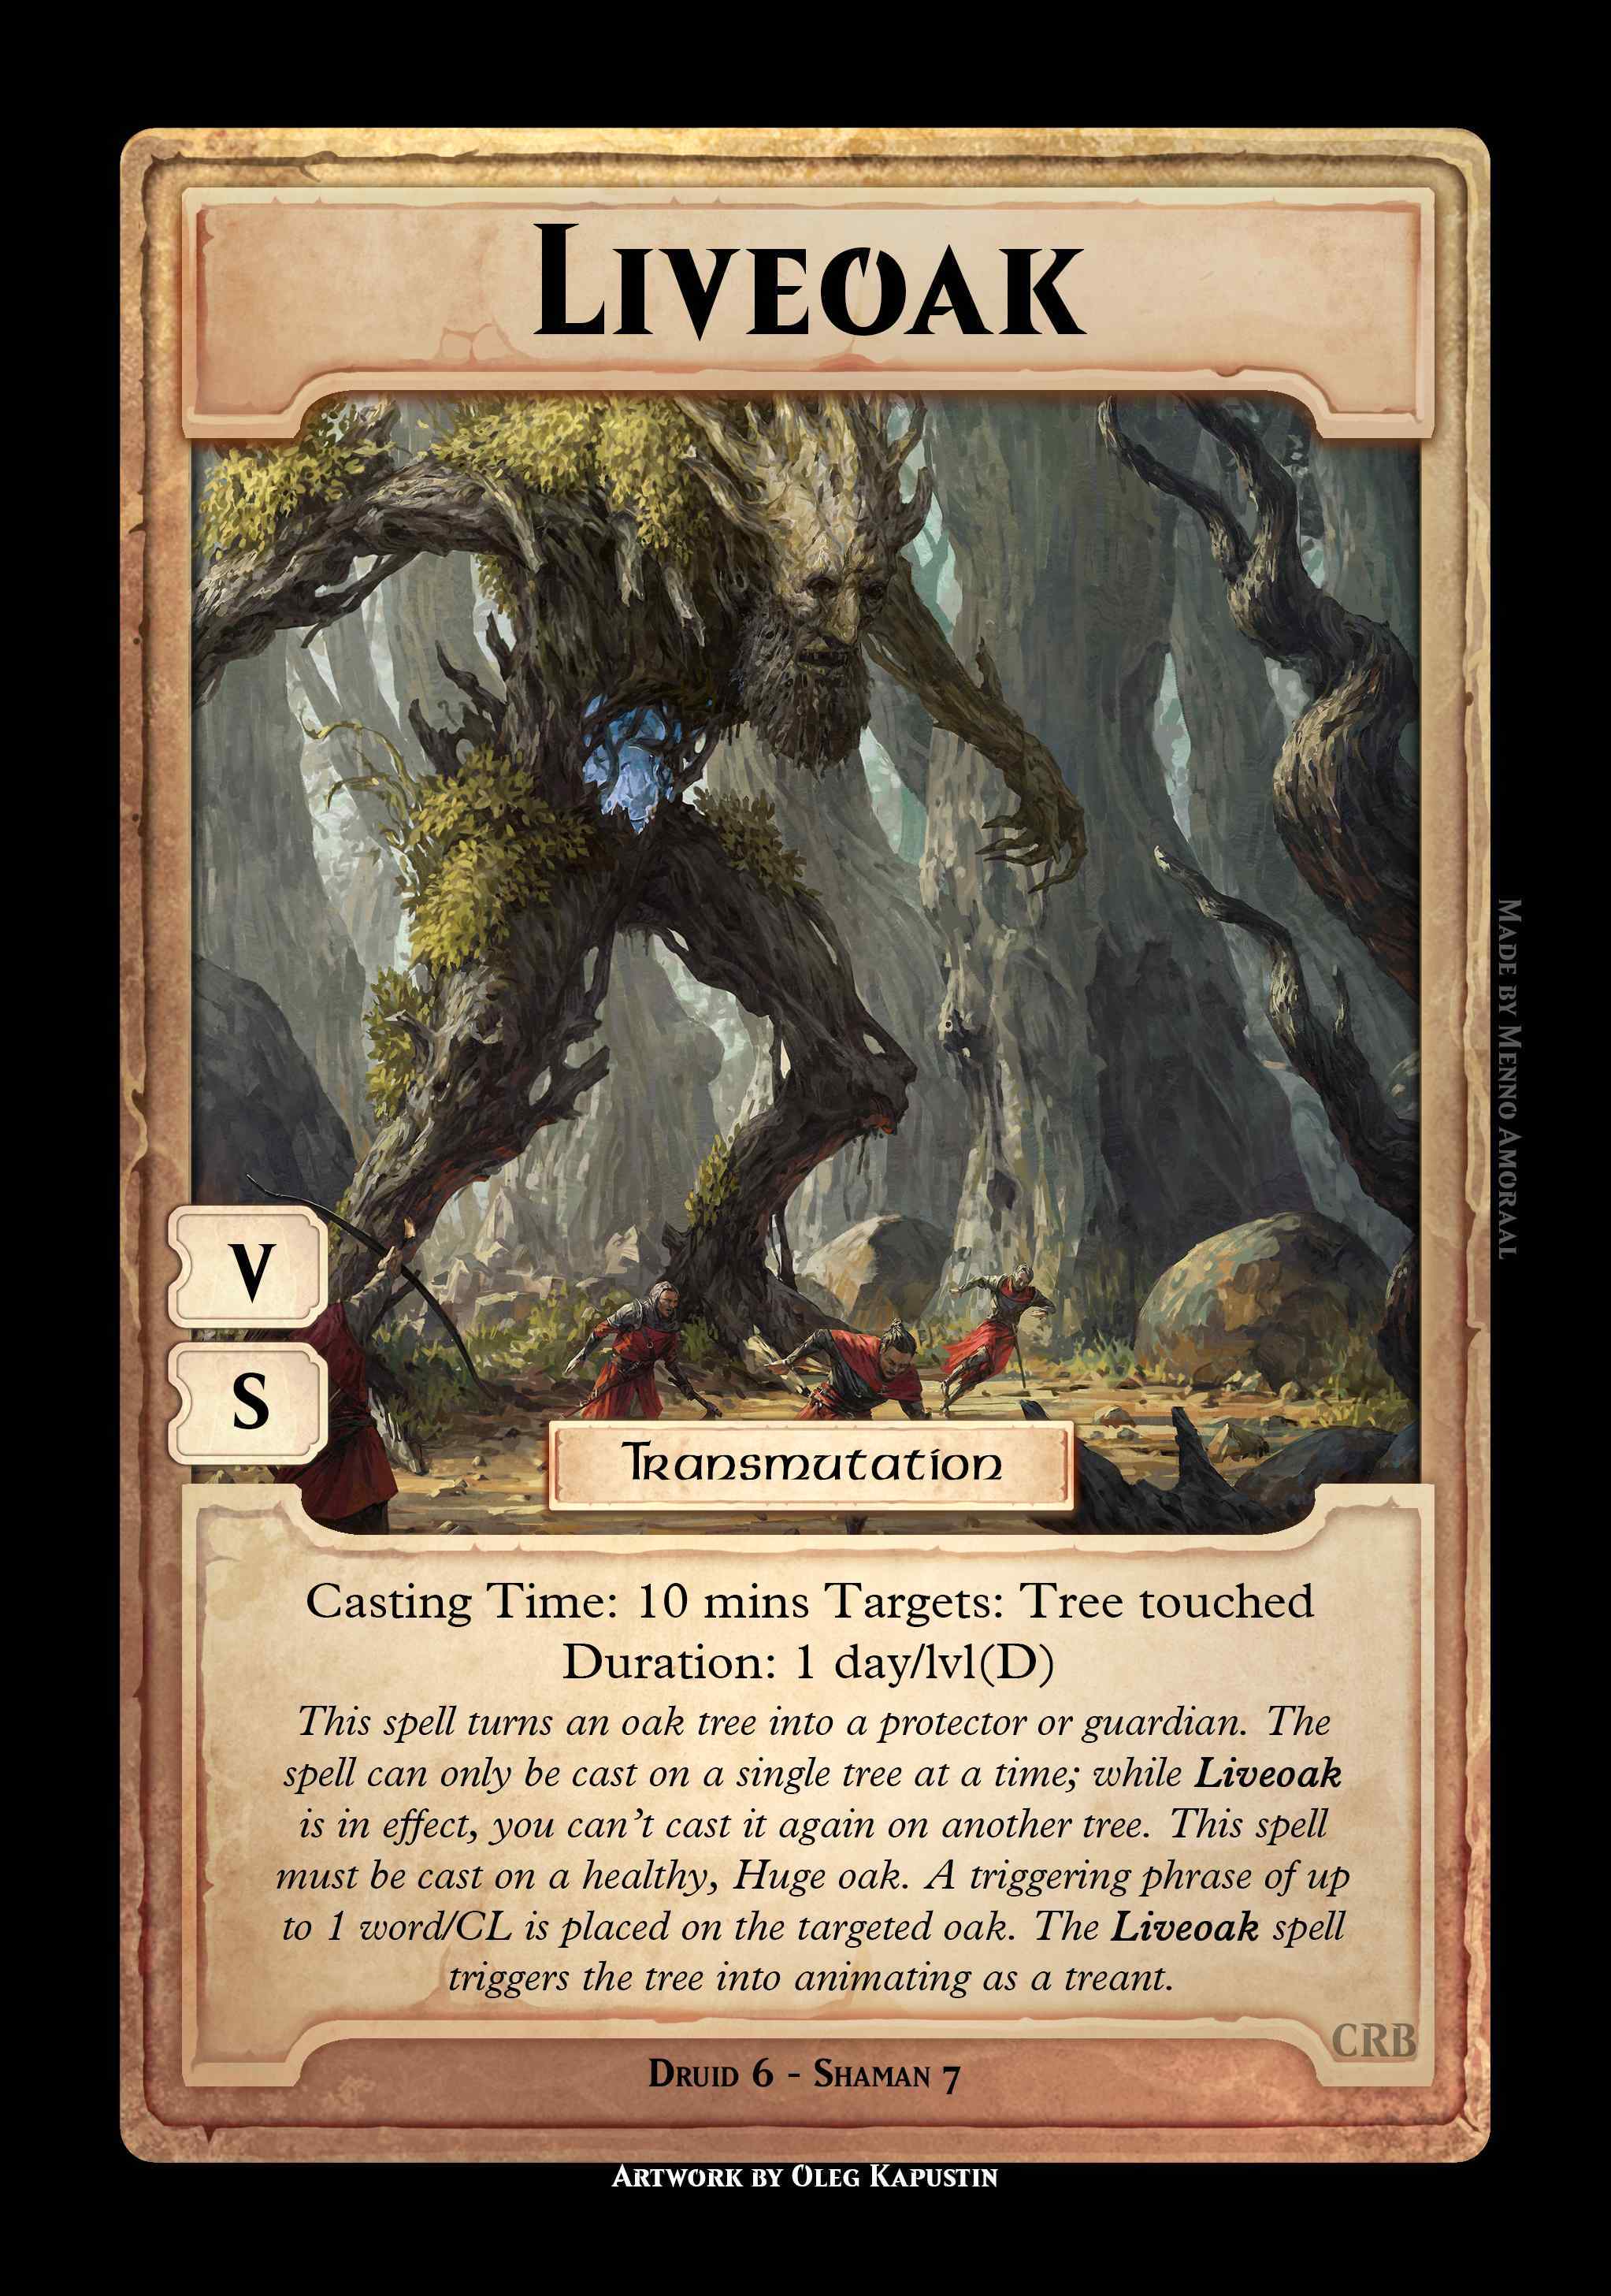 Liveoak
V
S
Transmutation
Casting Time: 10 mins Targets: Tree touched
Duration: 1 day/lvl(D)
This spell turns an oak tree into a protector or guardian. The
spell can only be cast on a single tree at a time; while Liveoak
is in effect, you can't cast it again on another tree. This spell
must be cast on a healthy, Huge oak. A triggering phrase of up
to 1 word/CL is placed on the targeted oak. The Liveoak spell
triggers the tree into animating as a treant.
CRB
Druid 6 - Shaman 7
Artwork by Oleg Kapustin
Made by Menno Amoraal